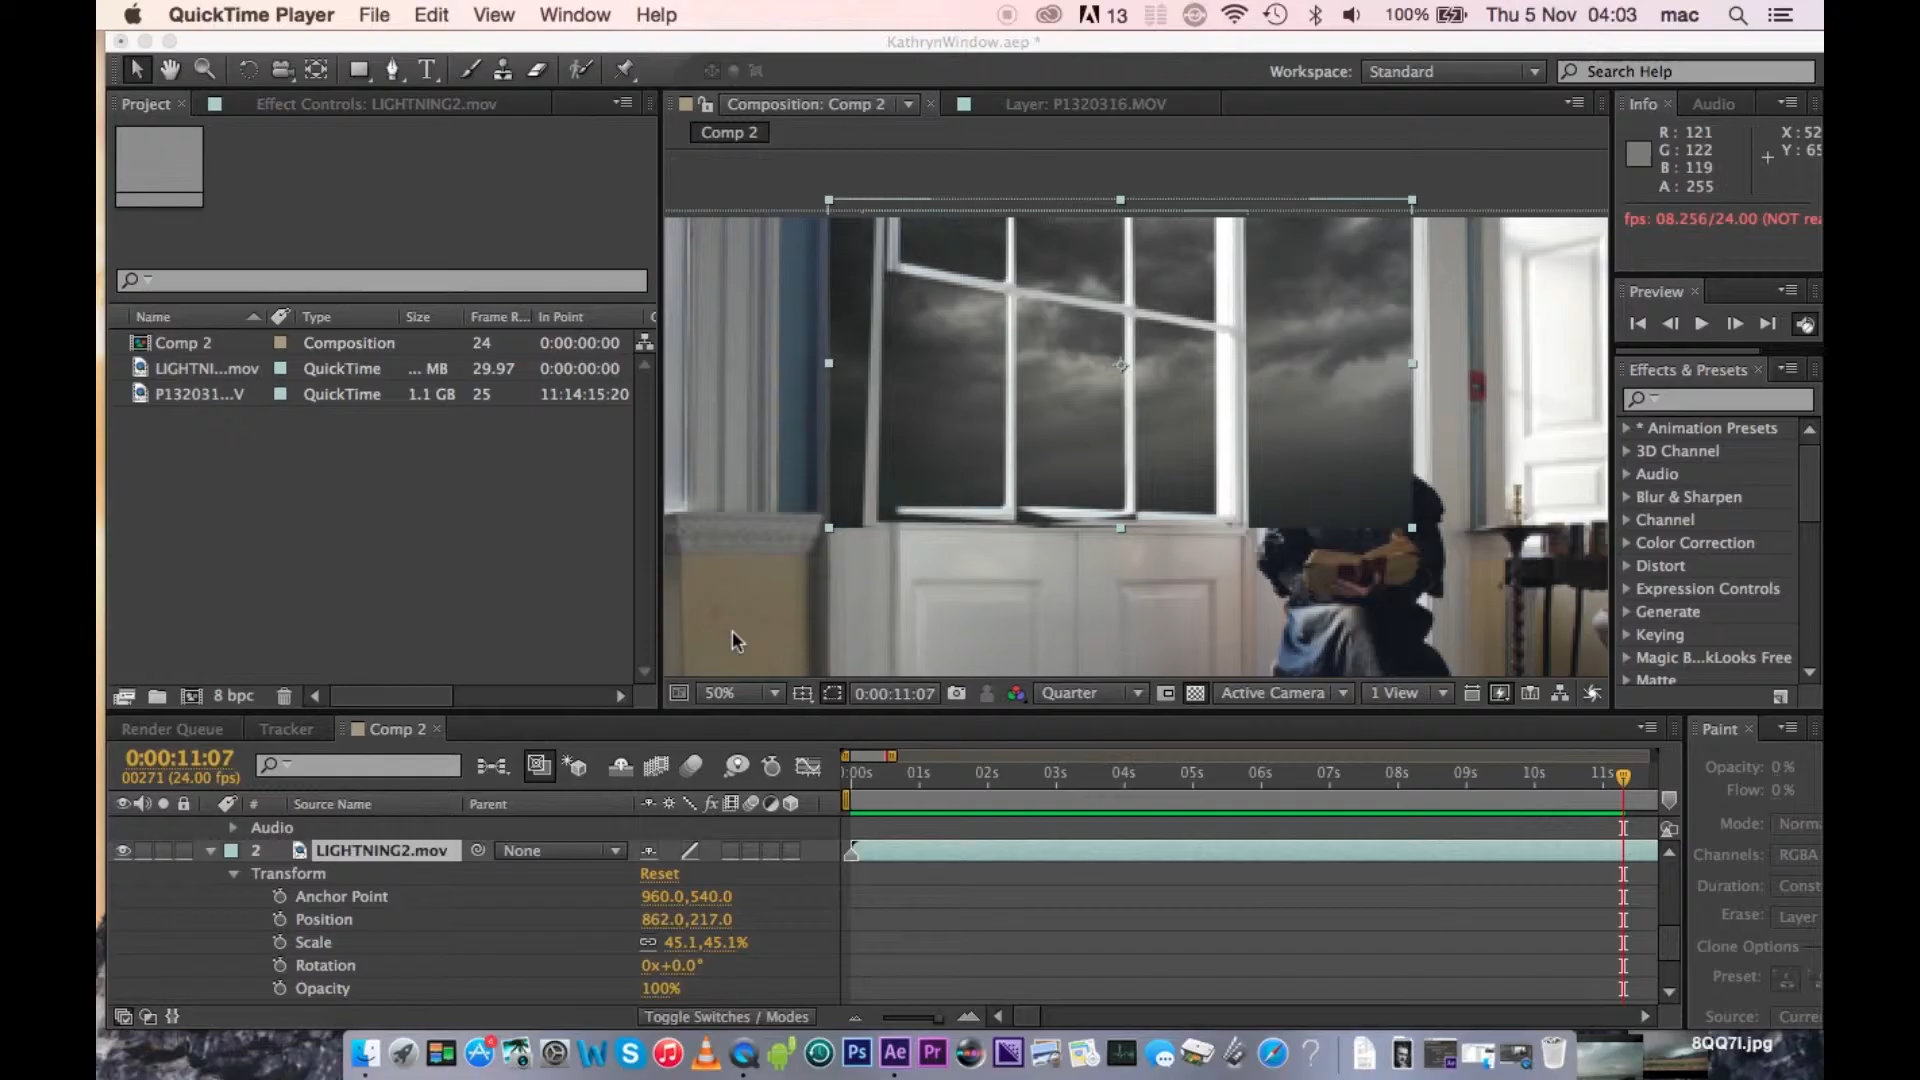 QuickTime Player File Edit View Window Help 13 100% Thu 5 Nov 04:03 mac
KathrynWindow.aep *
Workspace: Standard Search Help
Project Effect Controls: LIGHTNING2.mov Composition: Comp 2 Layer: P1320316.MOV Info Audio
Comp 2
R: 121 X: 52
G: 122 Y: 65
B: 119
A: 255
fps: 08.256/24.00 (NOT rea
Preview
Name Type Size Frame R... In Point
Comp 2 Composition 24 0:00:00:00
LIGHTNI...mov QuickTime ... MB 29.97 0:00:00:00
P132031...V QuickTime 1.1 GB 25 11:14:15:20
Effects & Presets
* Animation Presets
3D Channel
Audio
Blur & Sharpen
Channel
Color Correction
Distort
Expression Controls
Generate
Keying
Magic B...kLooks Free
Matte
8 bpc 50% 0:00:11:07 Quarter Active Camera 1 View
Render Queue Tracker Comp 2 Paint
0:00:11:07
00271 (24.00 fps)
:00s 01s 02s 03s 04s 05s 06s 07s 08s 09s 10s 11s
# Source Name Parent fx
Audio
2 LIGHTNING2.mov None
Transform Reset
Anchor Point 960.0,540.0
Position 862.0,217.0
Scale 45.1,45.1%
Rotation 0x+0.0°
Opacity 100%
Toggle Switches / Modes
Opacity: 0 %
Flow: 0 %
Mode: Norm
Channels: RGBA
Duration: Const
Erase: Layer
Clone Options
Preset:
Source: Curre
Ps Ae Pr
8QQ7I.jpg